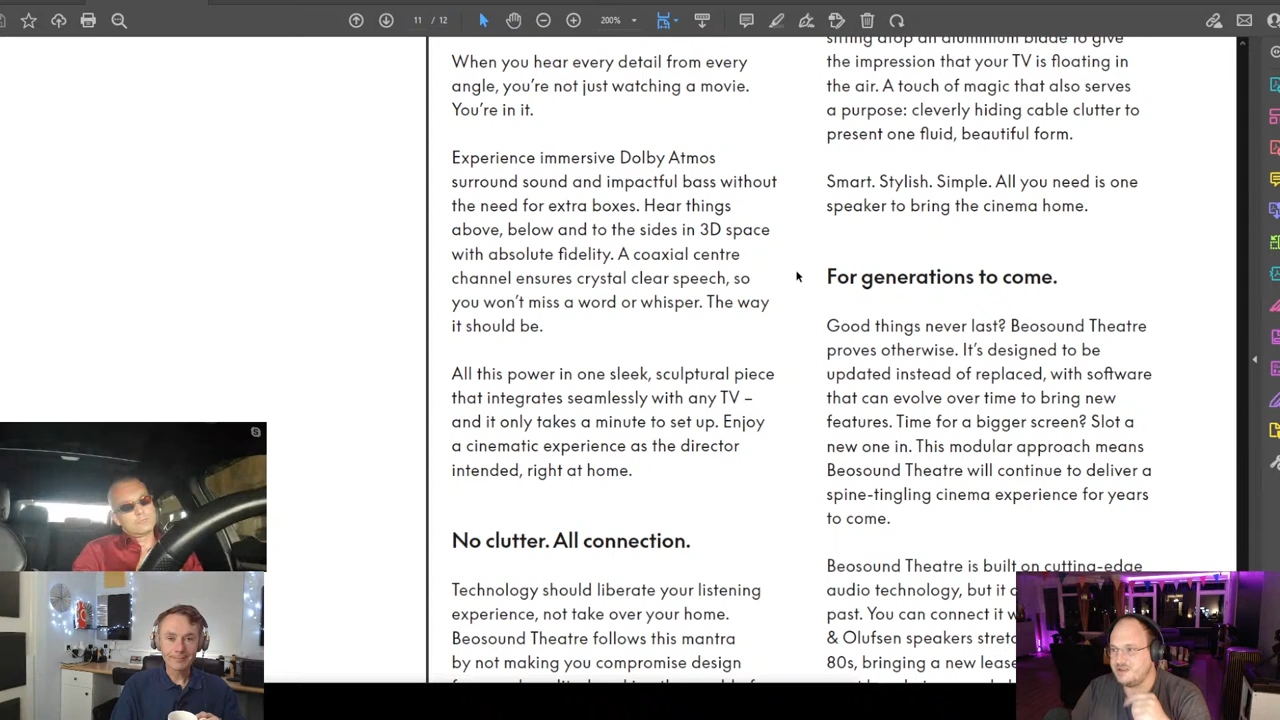 11 / 12
200%
When you hear every detail from every
angle, you're not just watching a movie.
You're in it.
Experience immersive Dolby Atmos
surround sound and impactful bass without
the need for extra boxes. Hear things
above, below and to the sides in 3D space
with absolute fidelity. A coaxial centre
channel ensures crystal clear speech, so
you won't miss a word or whisper. The way
it should be.
All this power in one sleek, sculptural piece
that integrates seamlessly with any TV –
and it only takes a minute to set up. Enjoy
a cinematic experience as the director
intended, right at home.
No clutter. All connection.
Technology should liberate your listening
experience, not take over your home.
Beosound Theatre follows this mantra
by not making you compromise design
sitting atop an aluminium blade to give
the impression that your TV is floating in
the air. A touch of magic that also serves
a purpose: cleverly hiding cable clutter to
present one fluid, beautiful form.
Smart. Stylish. Simple. All you need is one
speaker to bring the cinema home.
For generations to come.
Good things never last? Beosound Theatre
proves otherwise. It's designed to be
updated instead of replaced, with software
that can evolve over time to bring new
features. Time for a bigger screen? Slot a
new one in. This modular approach means
Beosound Theatre will continue to deliver a
spine-tingling cinema experience for years
to come.
Beosound Theatre is built on cutting-edge
audio technology, but it
past. You can connect it
& Olufsen speakers
80s, bringing a new